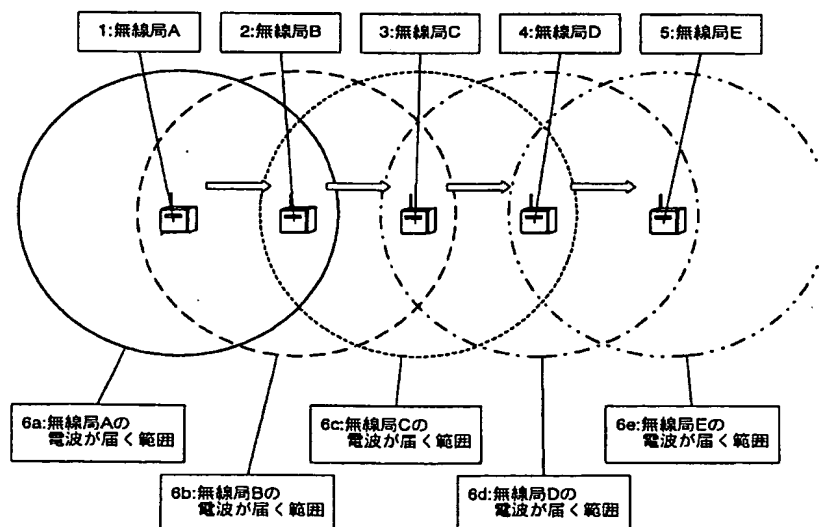 1:無線局A
2:無線局B
3:無線局C
4:無線局D
5:無線局E
6a:無線局Aの
電波が届く範囲
6b:無線局Bの
電波が届く範囲
6c:無線局Cの
電波が届く範囲
6d:無線局Dの
電波が届く範囲
6e:無線局Eの
電波が届く範囲